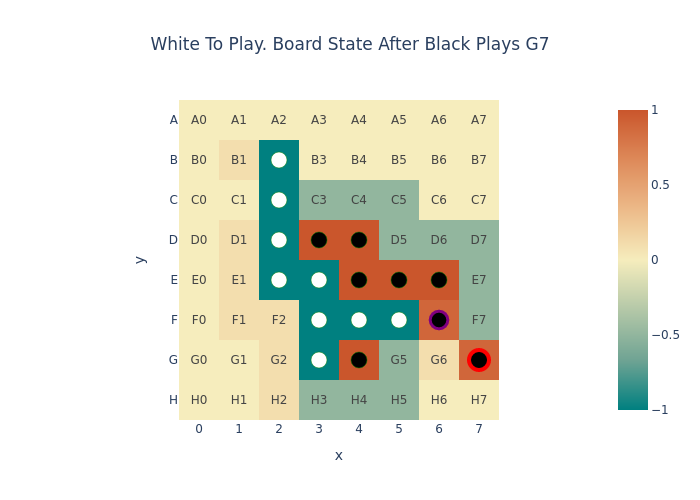 White To Play. Board State After Black Plays G7
A A0 A1 A2 A3 A4 A5 A6 A7
B B0 B1 B3 B4 B5 B6 B7
C C0 C1 C3 C4 C5 C6 C7
D D0 D1 D5 D6 D7
E E0 E1 E7
F F0 F1 F2 F7
G G0 G1 G2 G5 G6
H H0 H1 H2 H3 H4 H5 H6 H7
0 1 2 3 4 5 6 7
x
y
1
0.5
0
−0.5
−1